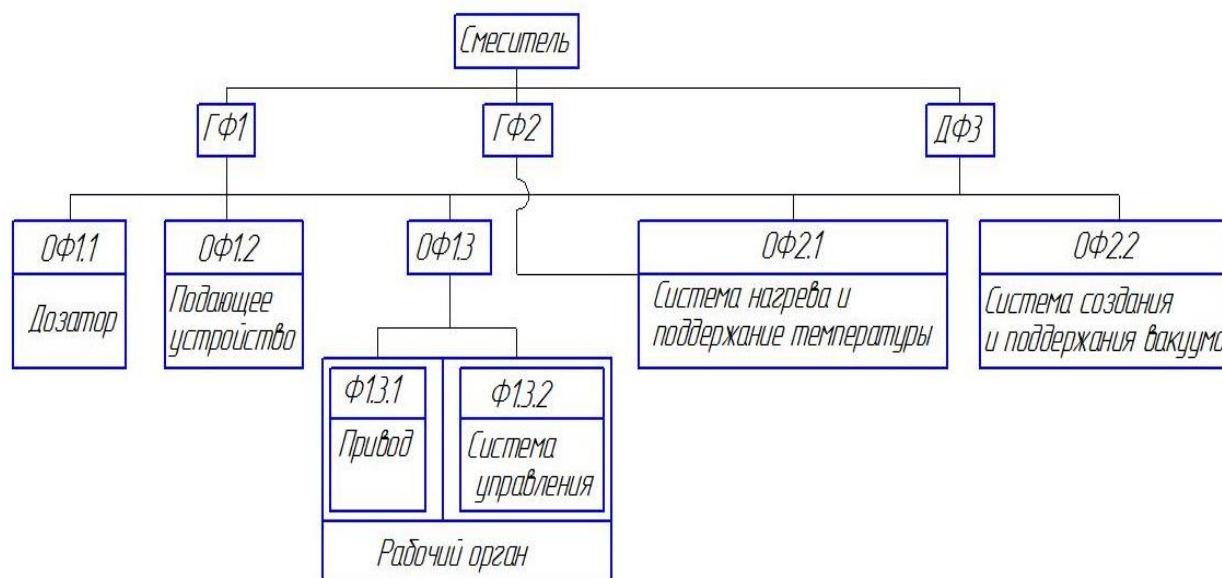 Смеситель
ГФ1
ГФ2
ДФ3
ОФ1.1
ОФ1.2
ОФ1.3
ОФ2.1
ОФ2.2
Дозатор
Подающее
устройство
Система нагрева и
поддержание температуры
Система создания
и поддержания вакуума
Ф1.3.1
Ф1.3.2
Привод
Система
управления
Рабочий орган